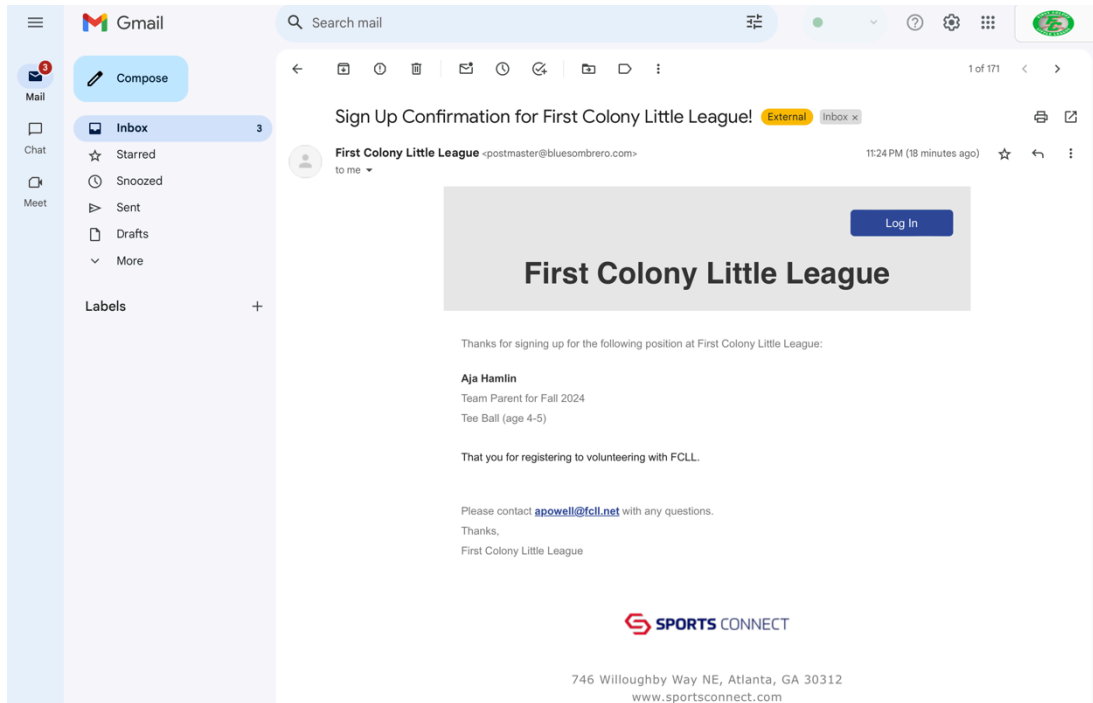 Gmail
Search mail
3
Mail
Chat
Meet
Compose
Inbox 3
Starred
Snoozed
Sent
Drafts
More
Labels
1 of 171
Sign Up Confirmation for First Colony Little League! External Inbox x
First Colony Little League <postmaster@bluesombrero.com> 11:24 PM (18 minutes ago)
to me
Log In
First Colony Little League
Thanks for signing up for the following position at First Colony Little League:
Aja Hamlin
Team Parent for Fall 2024
Tee Ball (age 4-5)
That you for registering to volunteering with FCLL.
Please contact apowell@fcll.net with any questions.
Thanks,
First Colony Little League
SPORTS CONNECT
746 Willoughby Way NE, Atlanta, GA 30312
www.sportsconnect.com